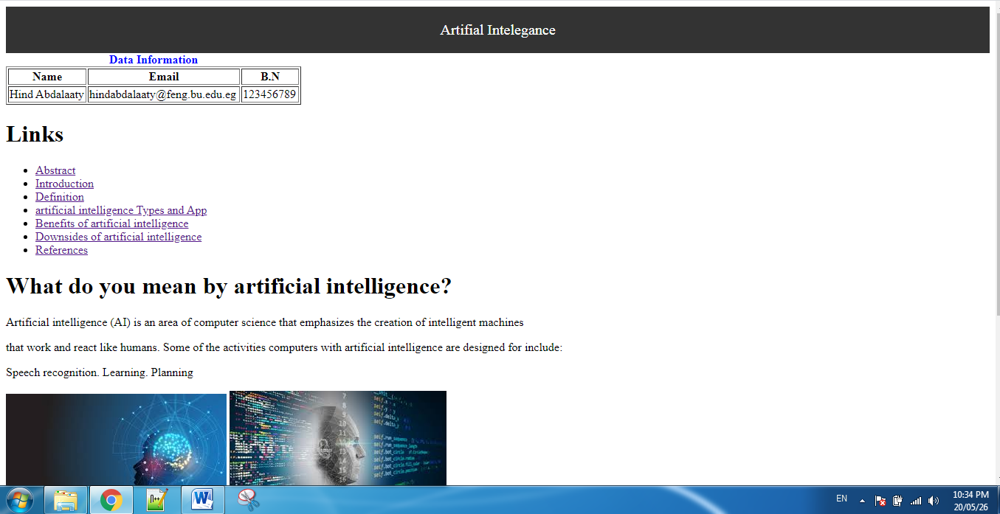 Artifial Intelegance
Data Information
Name Email B.N
Hind Abdalaaty hindabdalaaty@feng.bu.edu.eg 123456789
Links
Abstract
Introduction
Definition
artificial intelligence Types and App
Benefits of artificial intelligence
Downsides of artificial intelligence
References
What do you mean by artificial intelligence?
Artificial intelligence (AI) is an area of computer science that emphasizes the creation of intelligent machines
that work and react like humans. Some of the activities computers with artificial intelligence are designed for include:
Speech recognition. Learning. Planning
EN
10:34 PM
20/05/26